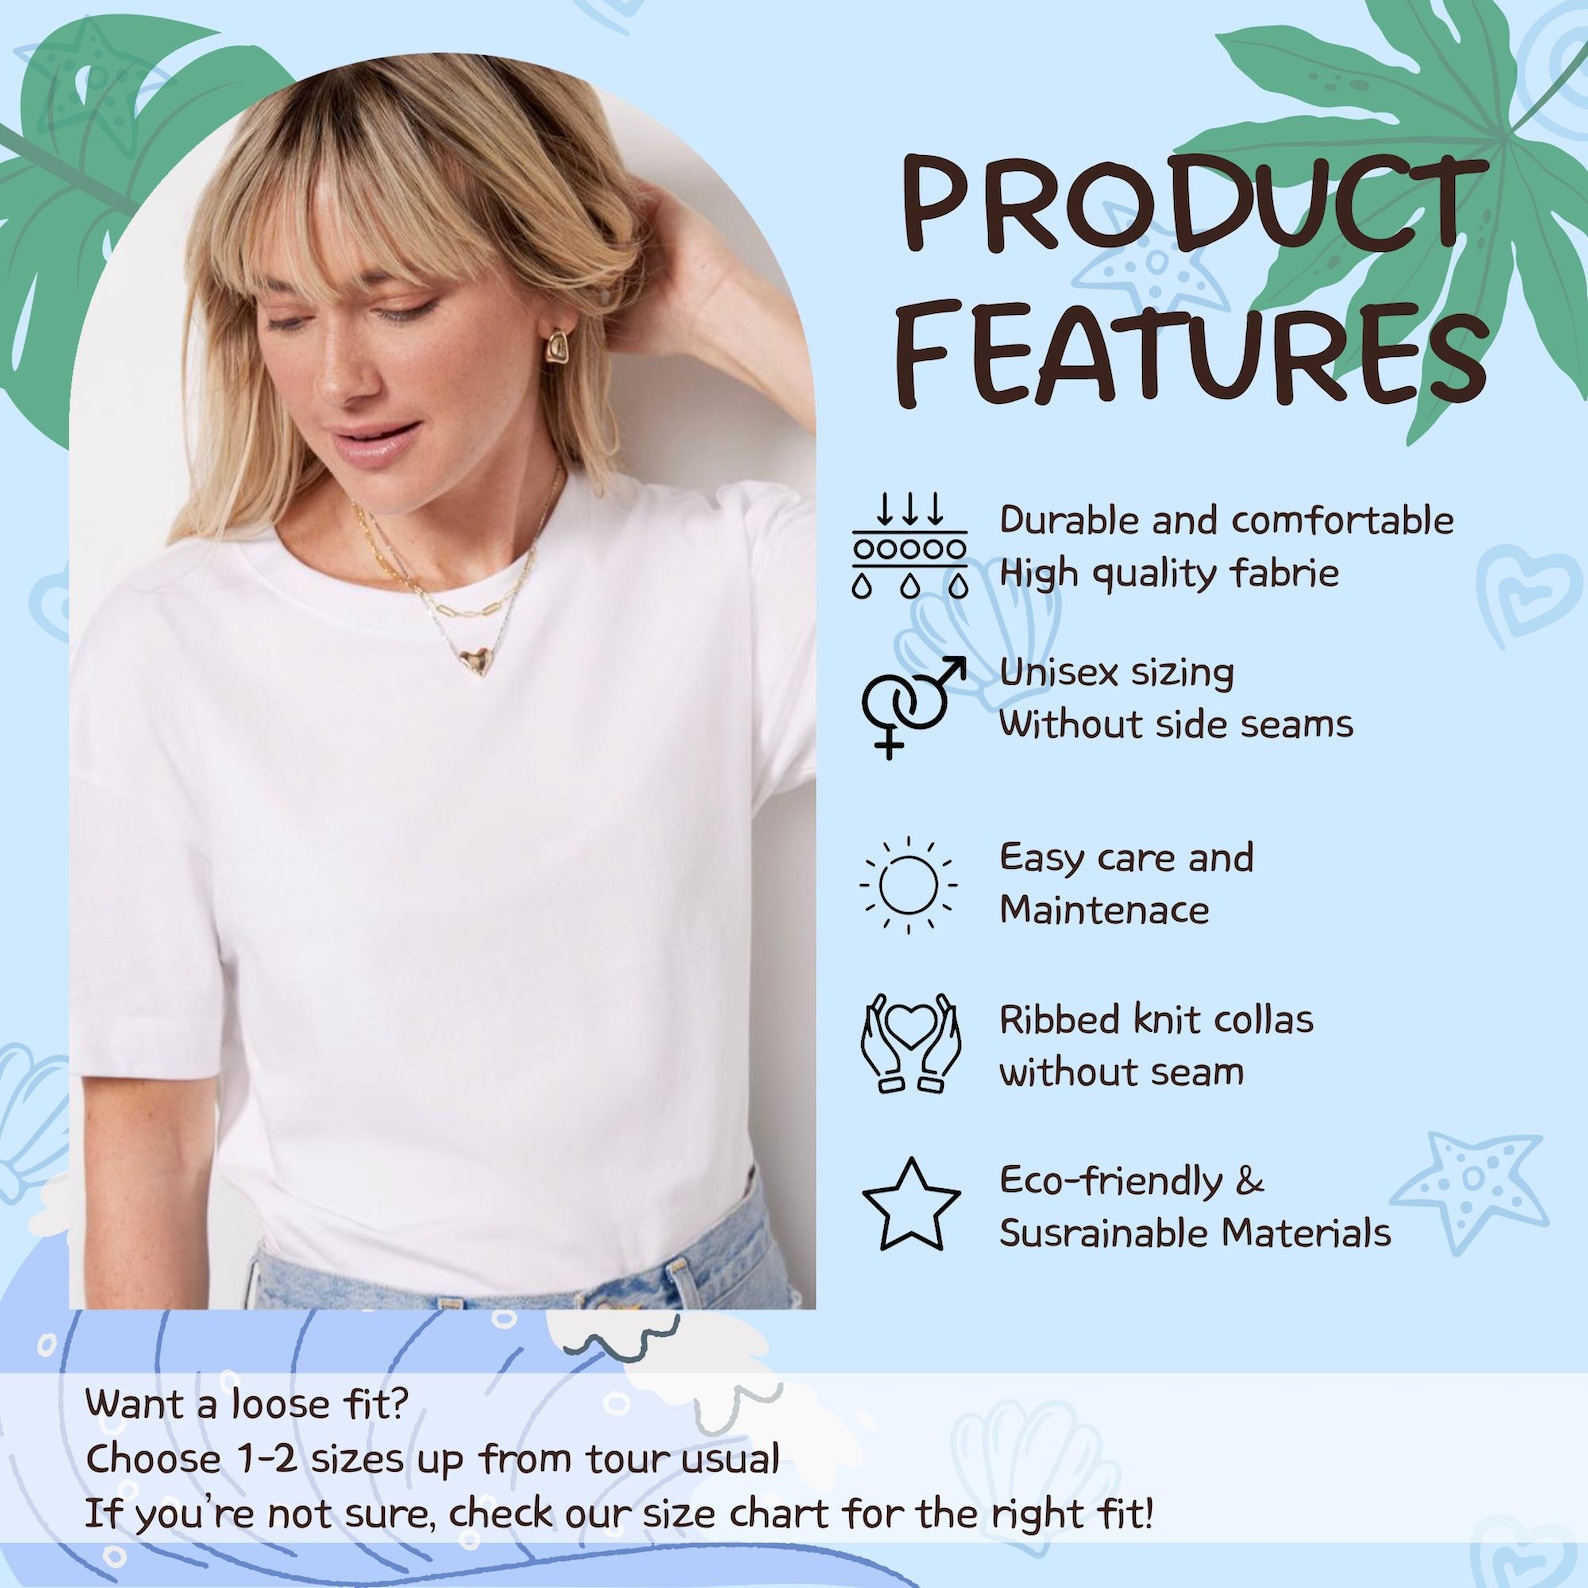 PRODUCT
FEATURES
Durable and comfortable
High quality fabrie
Unisex sizing
Without side seams
Easy care and
Maintenace
Ribbed knit collas
without seam
Eco-friendly &
Susrainable Materials
Want a loose fit?
Choose 1-2 sizes up from tour usual
If you're not sure, check our size chart for the right fit!